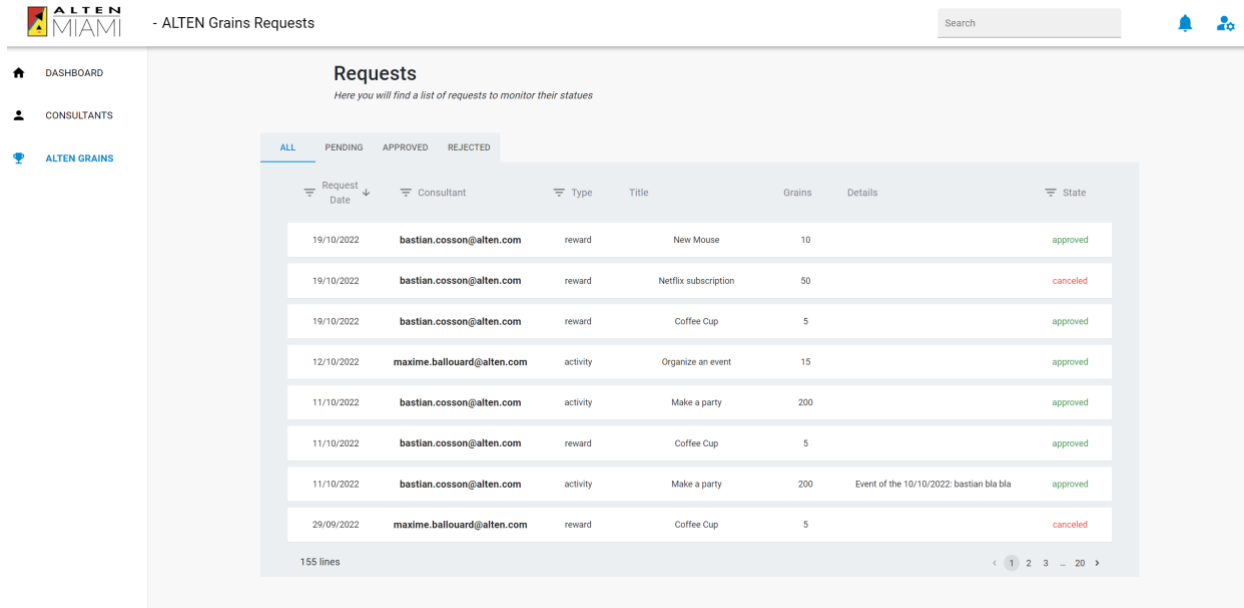 ALTEN
MIAMI
- ALTEN Grains Requests
Search
DASHBOARD
CONSULTANTS
ALTEN GRAINS
Requests
Here you will find a list of requests to monitor their statues
ALL PENDING APPROVED REJECTED
Request
Date Consultant Type Title Grains Details State
19/10/2022 bastian.cosson@alten.com reward New Mouse 10 approved
19/10/2022 bastian.cosson@alten.com reward Netflix subscription 50 canceled
19/10/2022 bastian.cosson@alten.com reward Coffee Cup 5 approved
12/10/2022 maxime.ballouard@alten.com activity Organize an event 15 approved
11/10/2022 bastian.cosson@alten.com activity Make a party 200 approved
11/10/2022 bastian.cosson@alten.com reward Coffee Cup 5 approved
11/10/2022 bastian.cosson@alten.com activity Make a party 200 Event of the 10/10/2022: bastian bla bla approved
29/09/2022 maxime.ballouard@alten.com reward Coffee Cup 5 canceled
155 lines < 1 2 3 … 20 >